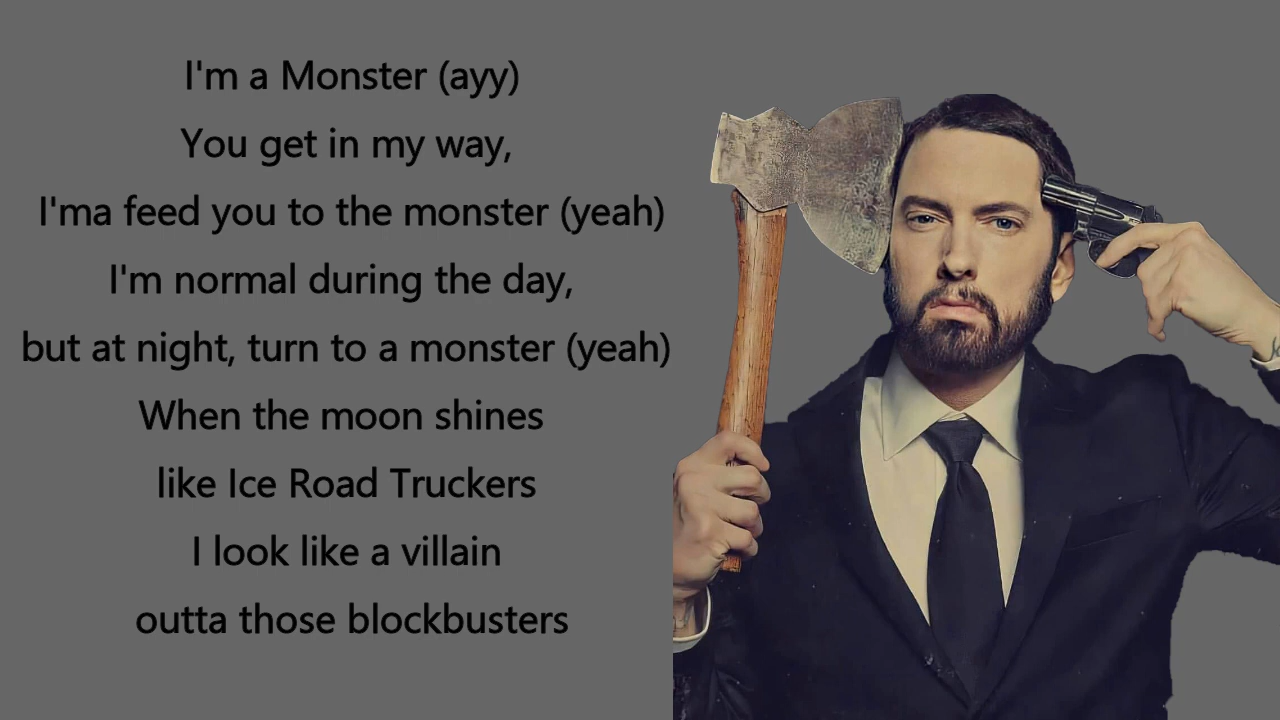 I'm a Monster (ayy)
You get in my way,
I'ma feed you to the monster (yeah)
I'm normal during the day,
but at night, turn to a monster (yeah)
When the moon shines
like Ice Road Truckers
I look like a villain
outta those blockbusters